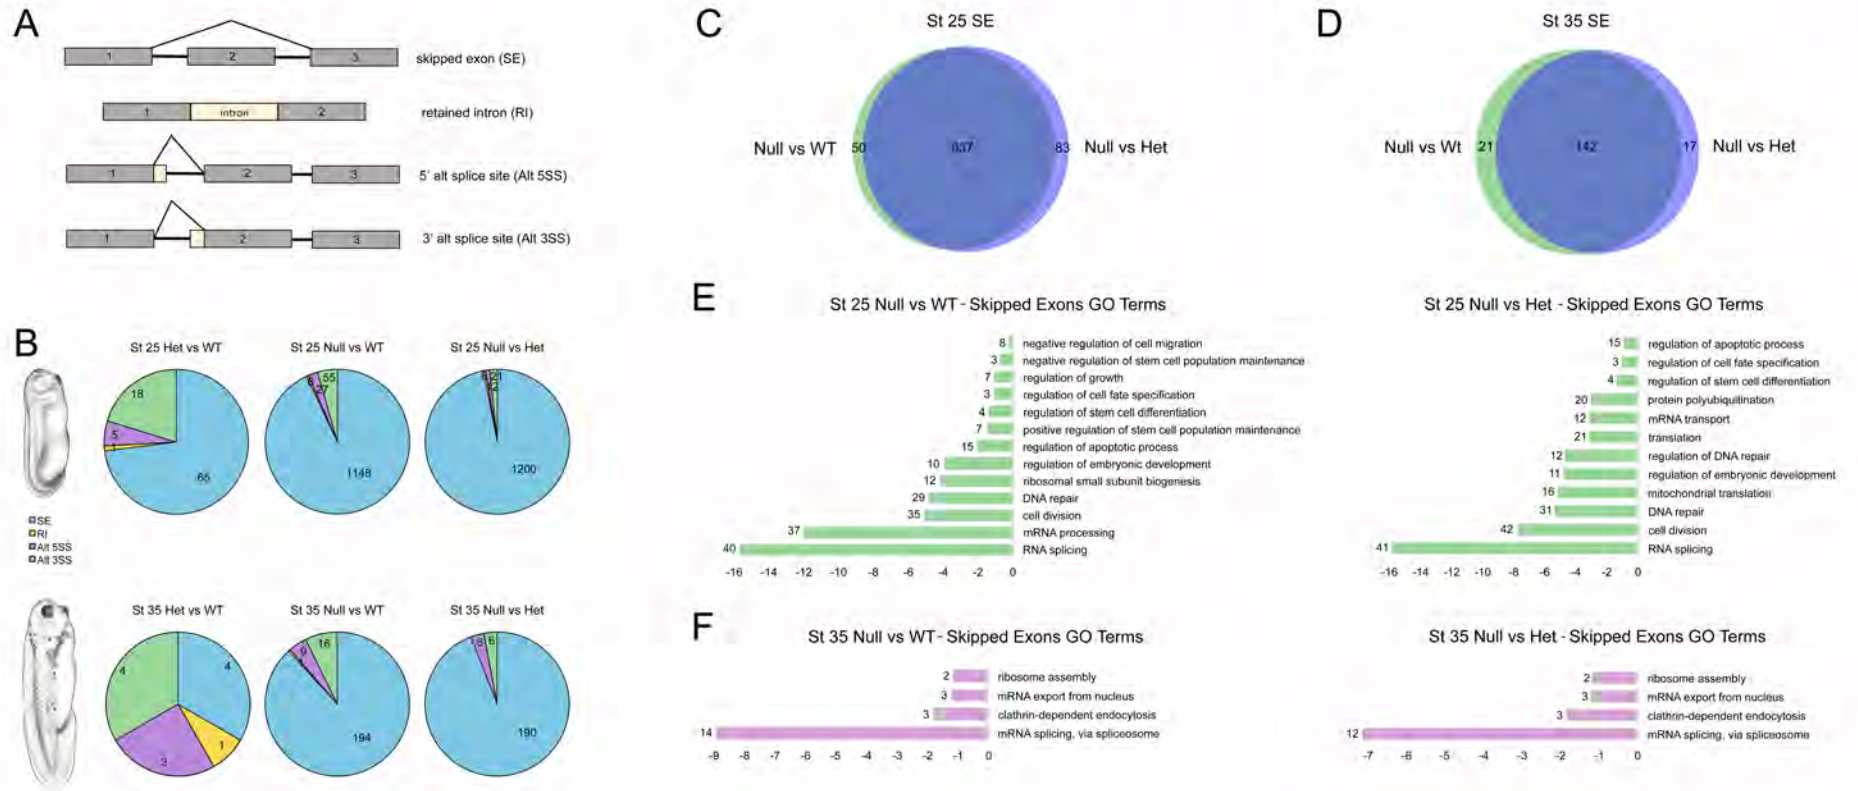 A
1 2 3 skipped exon (SE)
1 intron 2 retained intron (RI)
1 2 3 5' alt splice site (Alt 5SS)
1 2 3 3' alt splice site (Alt 3SS)
B
St 25 Het vs WT St 25 Null vs WT St 25 Null vs Het
18 5 1 65
55 27 1148
1200
SE
RI
Alt 5SS
Alt 3SS
St 35 Het vs WT St 35 Null vs WT St 35 Null vs Het
4 4 3 1
16 9 194
8 6 190
C
St 25 SE
Null vs WT 50 837 83 Null vs Het
D
St 35 SE
Null vs Wt 21 142 17 Null vs Het
E
St 25 Null vs WT - Skipped Exons GO Terms
8 negative regulation of cell migration
3 negative regulation of stem cell population maintenance
7 regulation of growth
3 regulation of cell fate specification
4 regulation of stem cell differentiation
7 positive regulation of stem cell population maintenance
15 regulation of apoptotic process
10 regulation of embryonic development
12 ribosomal small subunit biogenesis
29 DNA repair
35 cell division
37 mRNA processing
40 RNA splicing
-16 -14 -12 -10 -8 -6 -4 -2 0
St 25 Null vs Het - Skipped Exons GO Terms
15 regulation of apoptotic process
3 regulation of cell fate specification
4 regulation of stem cell differentiation
20 protein polyubiquitination
12 mRNA transport
21 translation
12 regulation of DNA repair
11 regulation of embryonic development
16 mitochondrial translation
31 DNA repair
42 cell division
41 RNA splicing
-16 -14 -12 -10 -8 -6 -4 -2 0
F
St 35 Null vs WT - Skipped Exons GO Terms
2 ribosome assembly
3 mRNA export from nucleus
3 clathrin-dependent endocytosis
14 mRNA splicing, via spliceosome
-9 -8 -7 -6 -5 -4 -3 -2 -1 0
St 35 Null vs Het - Skipped Exons GO Terms
2 ribosome assembly
3 mRNA export from nucleus
3 clathrin-dependent endocytosis
12 mRNA splicing, via spliceosome
-7 -6 -5 -4 -3 -2 -1 0